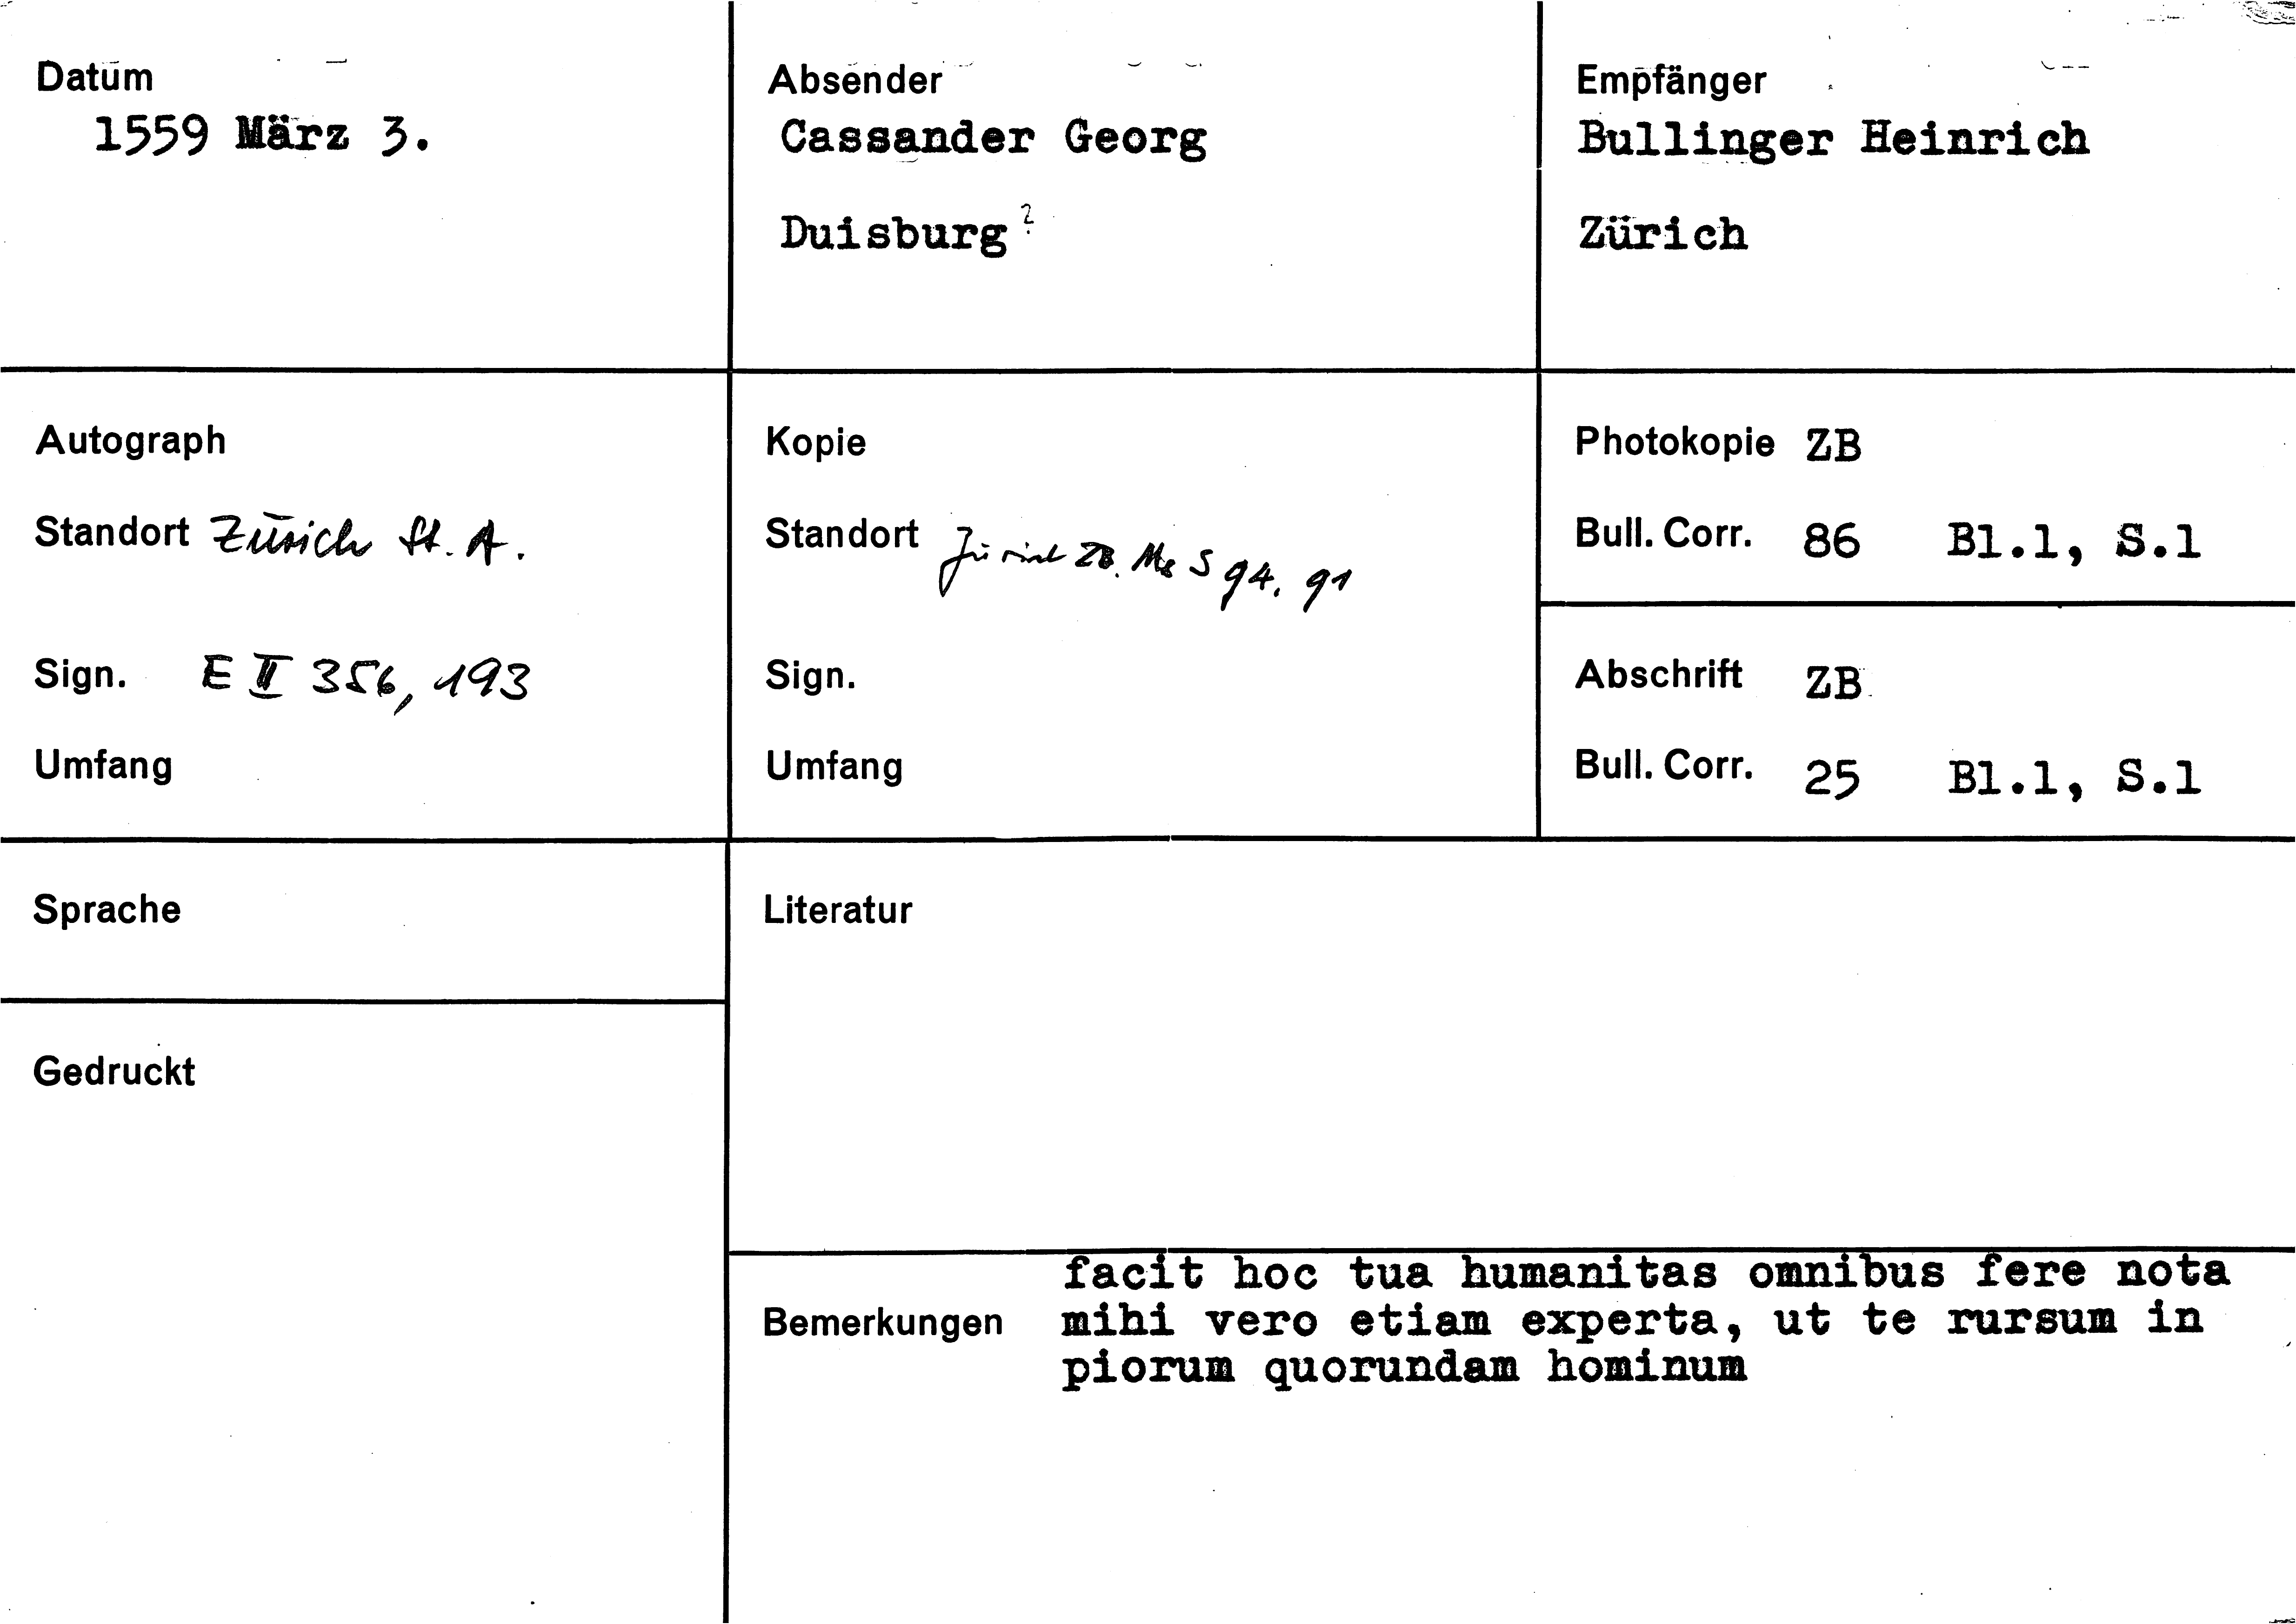 Datum
1559 März 3.
Absender
Cassander Georg
Duisburg ?
Empfänger
Bullinger Heinrich
Zürich
Autograph
Standort Zürich St. A.
Sign. E II 356, 193
Umfang
Kopie
Standort Zürich ZB. Ms S 94. 91
Sign.
Umfang
Photokopie ZB
Bull. Corr. 86 Bl.1, S.1
Abschrift ZB
Bull. Corr. 25 Bl.1, S.1
Sprache
Gedruckt
Literatur
Bemerkungen
facit hoc tua humanitas omnibus fere nota
mihi vero etiam experta, ut te rursum in
piorum quorundam hominum